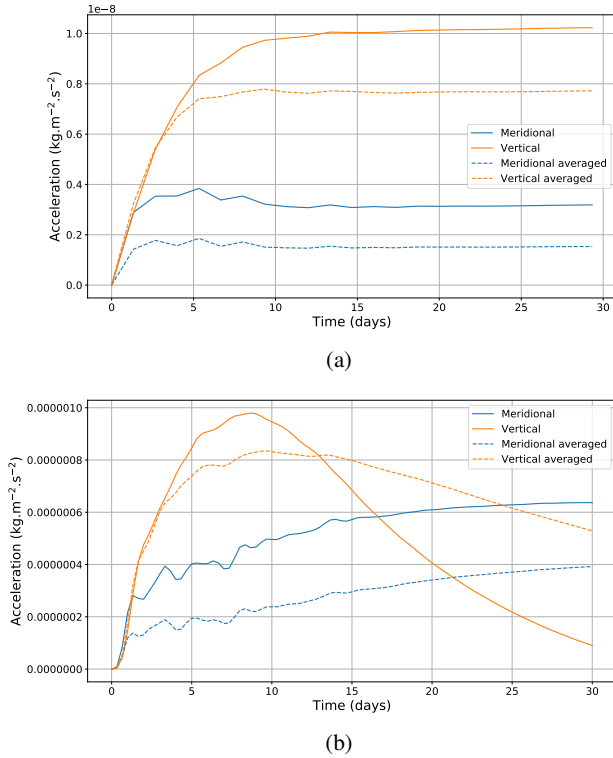 1e-8
1.0
0.8
0.6
0.4
0.2
0.0
Acceleration (kg.m⁻².s⁻²)
Meridional
Vertical
Meridional averaged
Vertical averaged
0 5 10 15 20 25 30
Time (days)
(a)
0.0000010
0.0000008
0.0000006
0.0000004
0.0000002
0.0000000
Acceleration (kg.m⁻².s⁻²)
Meridional
Vertical
Meridional averaged
Vertical averaged
0 5 10 15 20 25 30
Time (days)
(b)